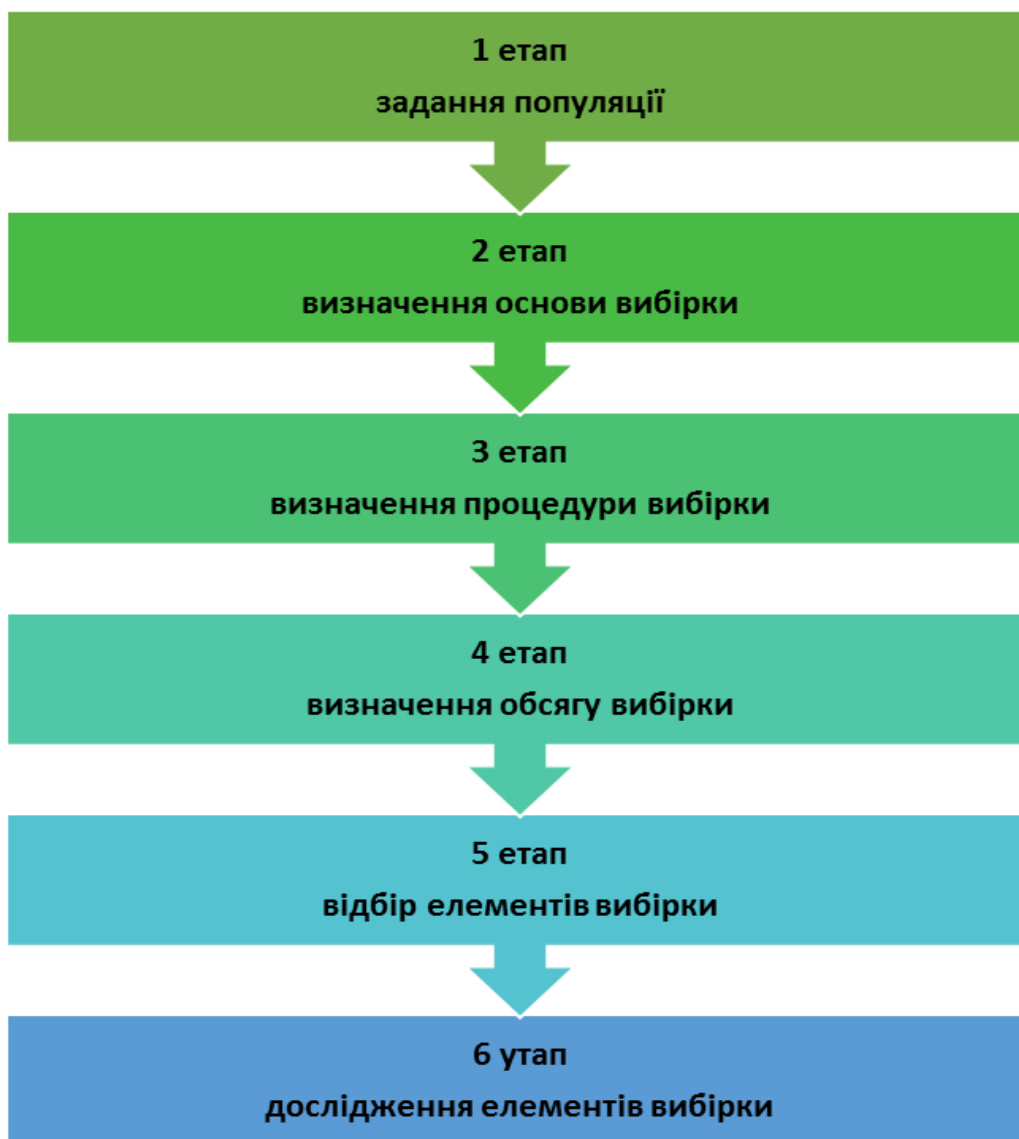 1 етап
задання популяції
2 етап
визначення основи вибірки
3 етап
визначення процедури вибірки
4 етап
визначення обсягу вибірки
5 етап
відбір елементів вибірки
6 утап
дослідження елементів вибірки